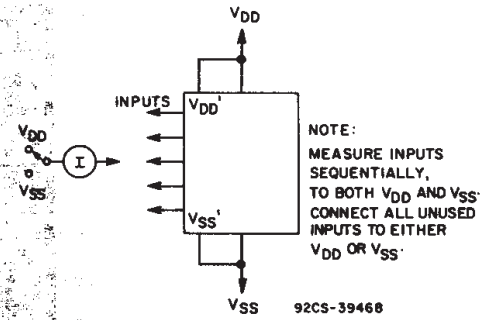 VDD
INPUTS
VDD'
VDD
I
VSS
VSS'
VSS
NOTE:
MEASURE INPUTS
SEQUENTIALLY,
TO BOTH VDD AND VSS.
CONNECT ALL UNUSED
INPUTS TO EITHER
VDD OR VSS.
92CS-39468